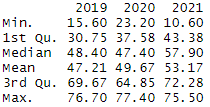 2019 2020 2021
Min. 15.60 23.20 10.60
1st Qu. 30.75 37.58 43.38
Median 48.40 47.40 57.90
Mean 47.21 49.67 53.17
3rd Qu. 69.67 64.85 72.28
Max. 76.70 77.40 75.50